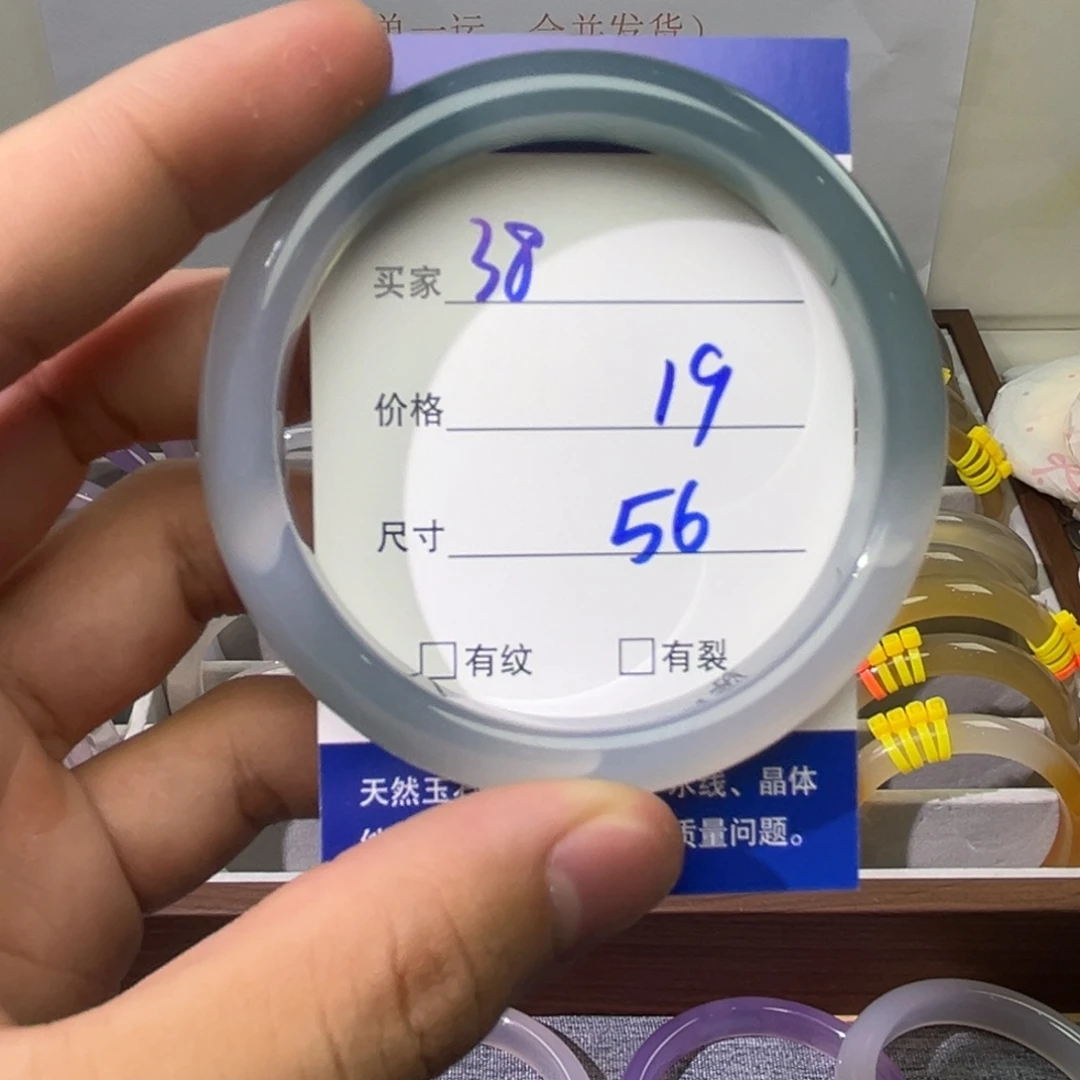 单一运，合并发货）
买家 38
价格 19
尺寸 56
□有纹 □有裂
天然玉 水线、晶体
质量问题。